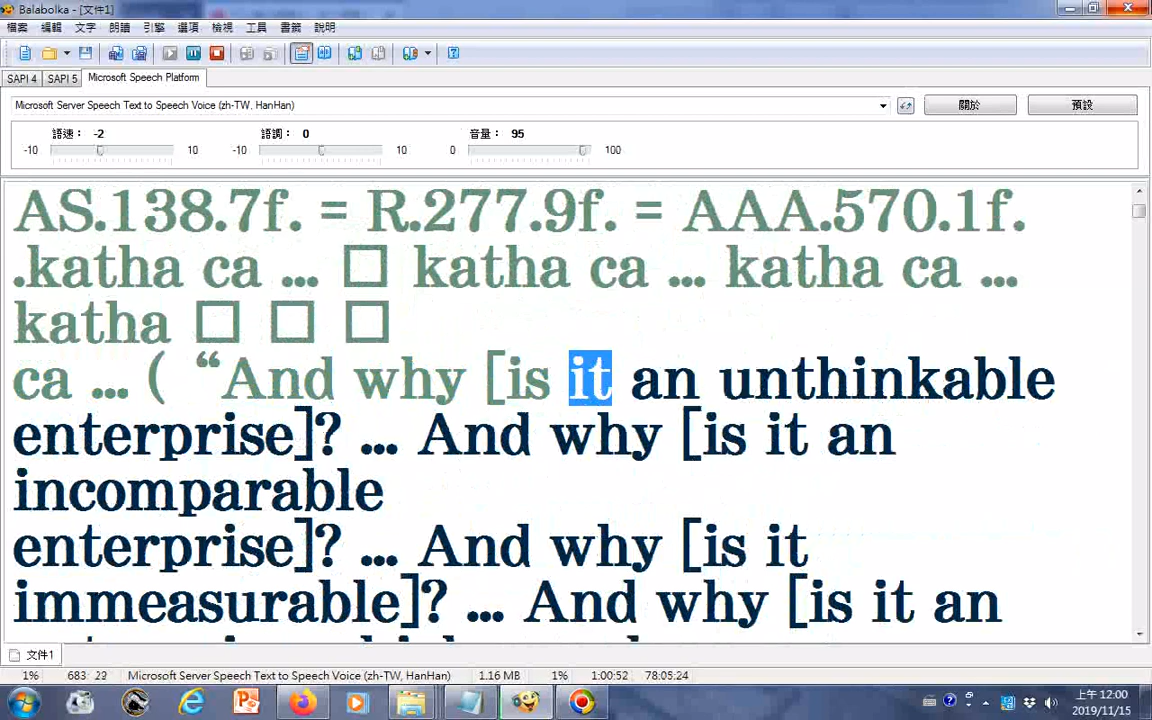 Balabolka - [文件1]
檔案 編輯 文字 朗讀 引擎 選項 檢視 工具 書籤 說明
SAPI 4 SAPI 5 Microsoft Speech Platform
Microsoft Server Speech Text to Speech Voice (zh-TW, HanHan) 關於 預設
語速： -2 語調： 0 音量： 95
-10 10 -10 10 0 100
AS.138.7f. = R.277.9f. = AAA.570.1f.
.katha ca ... □ katha ca ... katha ca ...
katha □ □ □
ca ... ( “And why [is it an unthinkable
enterprise]? ... And why [is it an
incomparable
enterprise]? ... And why [is it
immeasurable]? ... And why [is it an
文件1
1% 683: 23 Microsoft Server Speech Text to Speech Voice (zh-TW, HanHan) 1.16 MB 1% 1:00:52 78:05:24
上午 12:00
2019/11/15